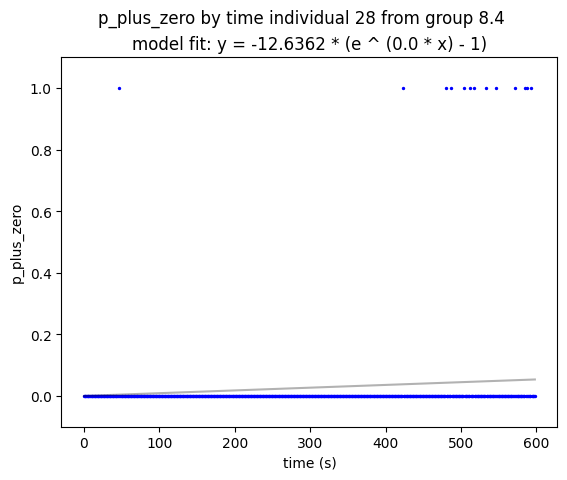 p_plus_zero by time individual 28 from group 8.4
model fit: y = -12.6362 * (e ^ (0.0 * x) - 1)
1.0
0.8
0.6
0.4
0.2
0.0
p_plus_zero
0 100 200 300 400 500 600
time (s)